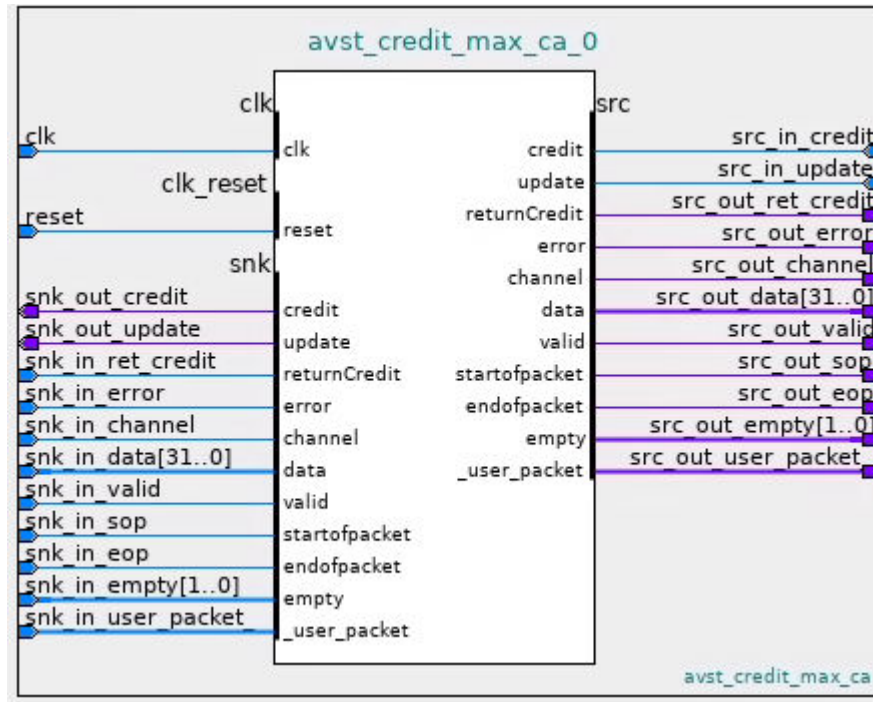 avst_credit_max_ca_0
clk
src
clk
clk
credit
src_in_credit
clk_reset
update
src_in_update
reset
reset
returnCredit
src_out_ret_credit
error
src_out_error
snk
channel
src_out_channel
snk_out_credit
credit
data
src_out_data[31..0]
snk_out_update
update
valid
src_out_valid
snk_in_ret_credit
returnCredit
startofpacket
src_out_sop
snk_in_error
error
endofpacket
src_out_eop
snk_in_channel
channel
empty
src_out_empty[1..0]
snk_in_data[31..0]
data
_user_packet
src_out_user_packet_
snk_in_valid
valid
snk_in_sop
startofpacket
snk_in_eop
endofpacket
snk_in_empty[1..0]
empty
snk_in_user_packet_
_user_packet
avst_credit_max_ca